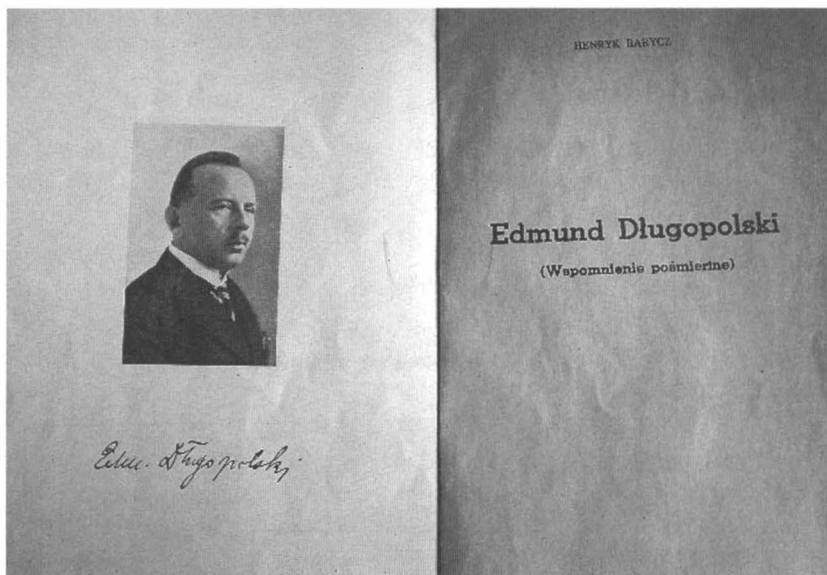 Edm. Długopolski
HENRYK BARYCZ
Edmund Długopolski
(Wspomnienie pośmiertne)